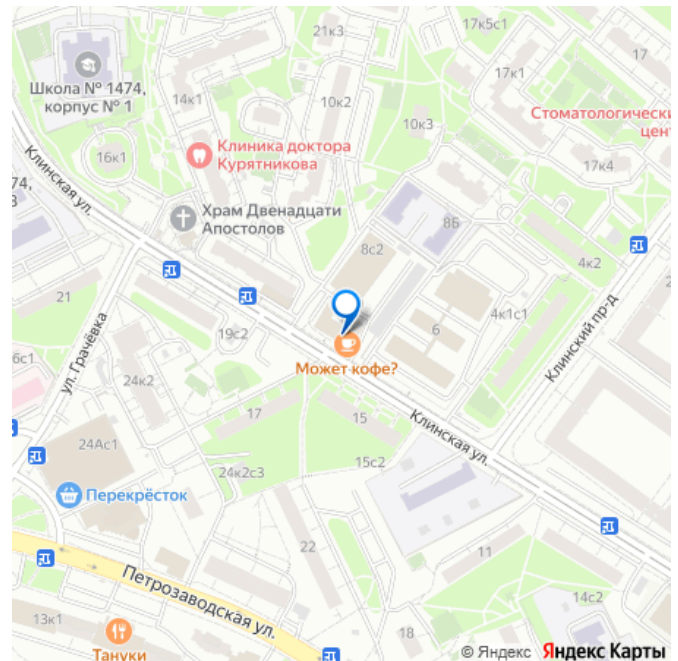 21к3
17к5с1
17
17к1
Школа № 1474,
корпус № 1
14к1
10к2
10к3
Стоматологически
цен
Клиника доктора
Курятникова
16к1
17к4
Клинская ул.
74,
Храм Двенадцати
Апостолов
8Б
8с2
4к2
21
19с2
6
4к1с1
Клинский пр-д
ул. Грачёвка
6с1
Может кофе?
24к2
17
15
Клинская ул.
24Ас1
24к2с3
15с2
Перекрёсток
22
11
Петрозаводская ул.
14с2
13к1
18
Тануки
© Яндекс Яндекс Карты